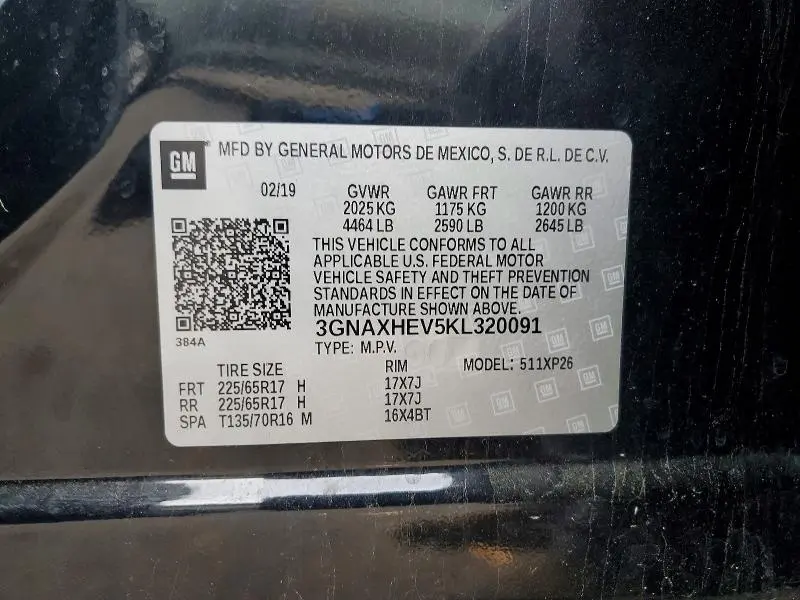 GM MFD BY GENERAL MOTORS DE MEXICO, S. DE R.L. DE C.V.
02/19 GVWR GAWR FRT GAWR RR
2025 KG 1175 KG 1200 KG
4464 LB 2590 LB 2645 LB
THIS VEHICLE CONFORMS TO ALL
APPLICABLE U.S. FEDERAL MOTOR
VEHICLE SAFETY AND THEFT PREVENTION
STANDARDS IN EFFECT ON THE DATE OF
MANUFACTURE SHOWN ABOVE.
3GNAXHEV5KL320091
384A TYPE: M.P.V.
TIRE SIZE RIM MODEL: 511XP26
FRT 225/65R17 H 17X7J
RR 225/65R17 H 17X7J
SPA T135/70R16 M 16X4BT